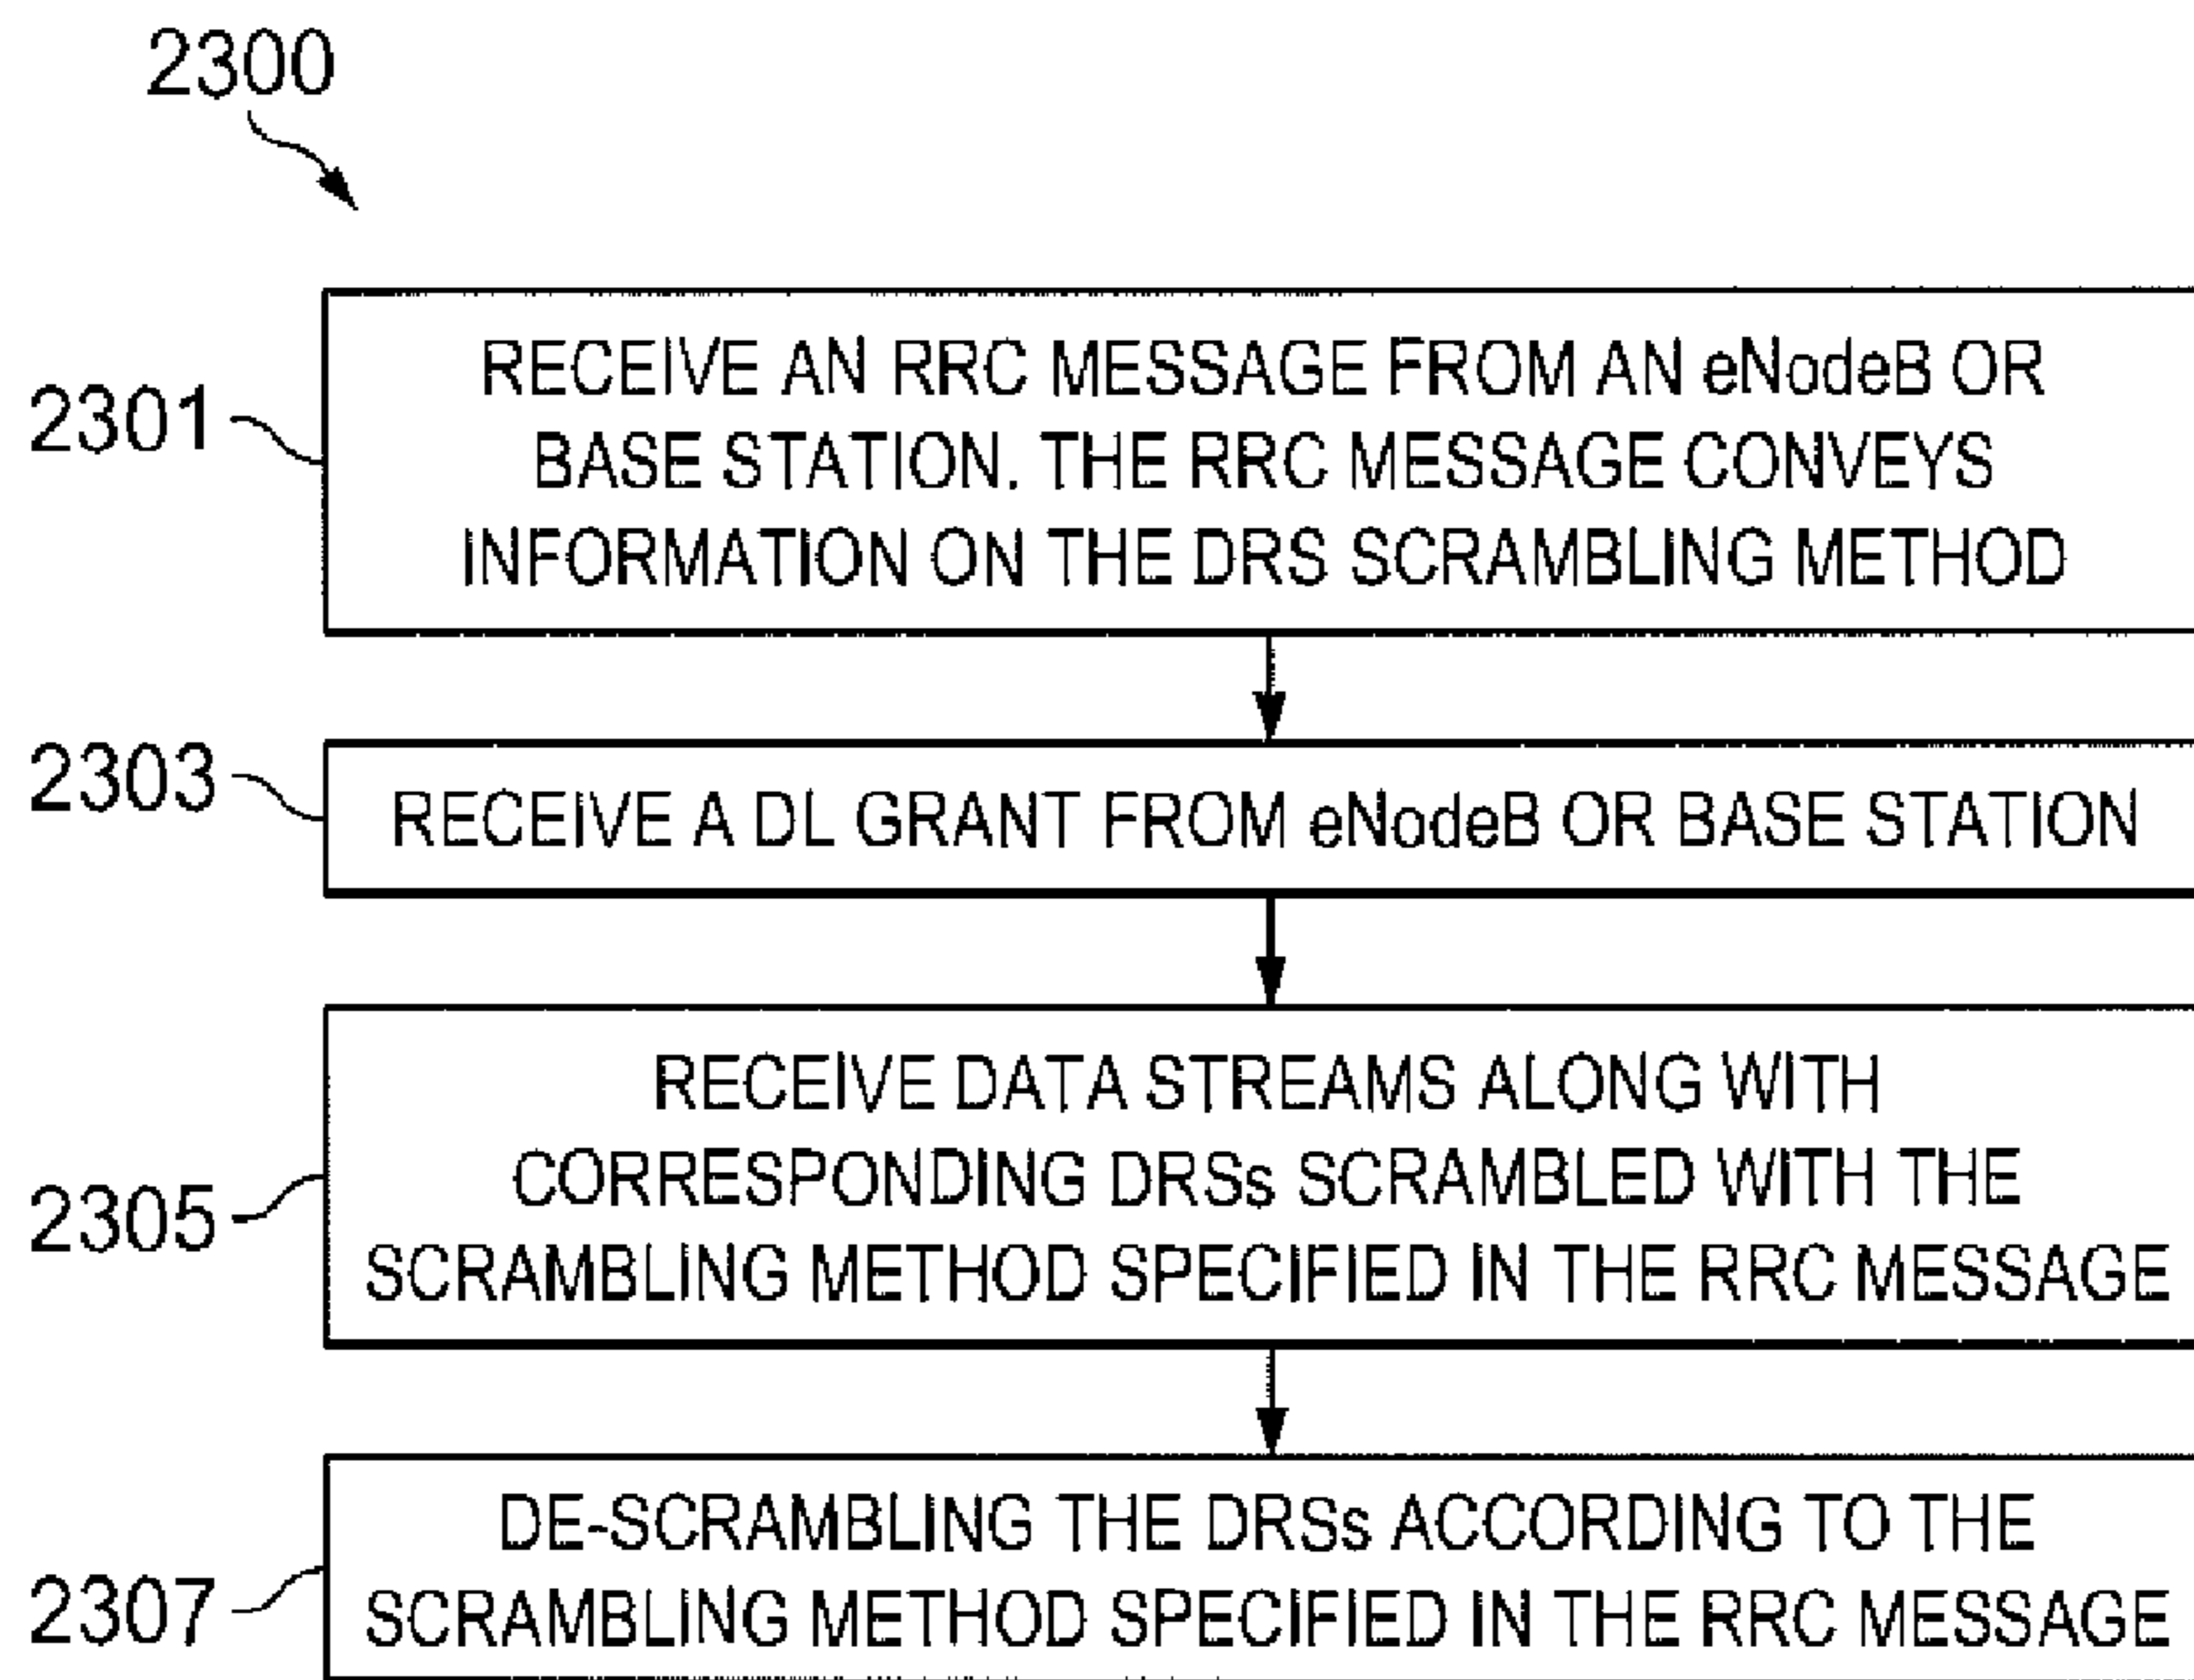 2300
2301
RECEIVE AN RRC MESSAGE FROM AN eNodeB OR
BASE STATION. THE RRC MESSAGE CONVEYS
INFORMATION ON THE DRS SCRAMBLING METHOD
2303
RECEIVE A DL GRANT FROM eNodeB OR BASE STATION
2305
RECEIVE DATA STREAMS ALONG WITH
CORRESPONDING DRSs SCRAMBLED WITH THE
SCRAMBLING METHOD SPECIFIED IN THE RRC MESSAGE
2307
DE-SCRAMBLING THE DRSs ACCORDING TO THE
SCRAMBLING METHOD SPECIFIED IN THE RRC MESSAGE